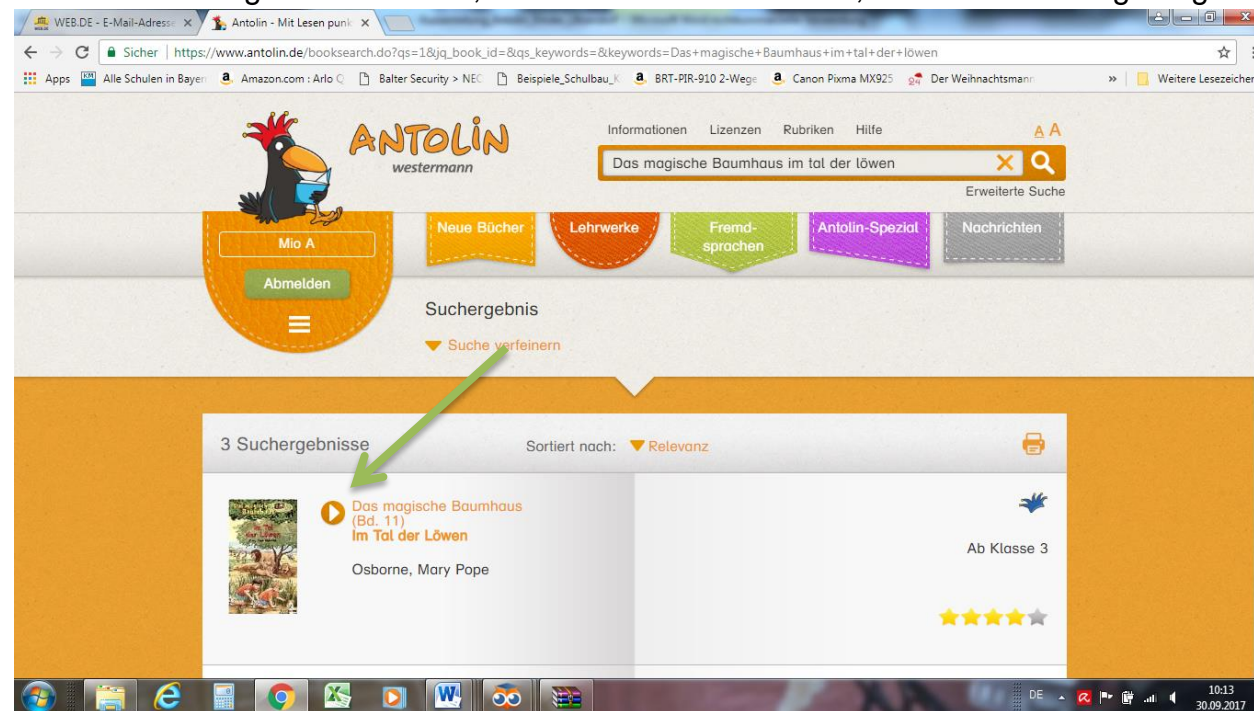 WEB.DE - E-Mail-Adresse
Antolin - Mit Lesen punk
Sicher | https://www.antolin.de/booksearch.do?qs=1&jq_book_id=&qs_keywords=&keywords=Das+magische+Baumhaus+im+tal+der+löwen
Apps Alle Schulen in Bayer Amazon.com : Arlo Q Balter Security > NEC Beispiele_Schulbau_K BRT-PIR-910 2-Wege Canon Pixma MX925 Der Weihnachtsmann » Weitere Lesezeichen
ANTOLIN
westermann
Informationen Lizenzen Rubriken Hilfe A A
Das magische Baumhaus im tal der löwen
Erweiterte Suche
Mio A
Abmelden
Neue Bücher
Lehrwerke
Fremd-
sprachen
Antolin-Spezial
Nachrichten
Suchergebnis
Suche verfeinern
3 Suchergebnisse Sortiert nach: Relevanz
Das magische Baumhaus
(Bd. 11)
Im Tal der Löwen
Osborne, Mary Pope
Ab Klasse 3
Im Tal
der Löwen
DE 10:13
30.09.2017